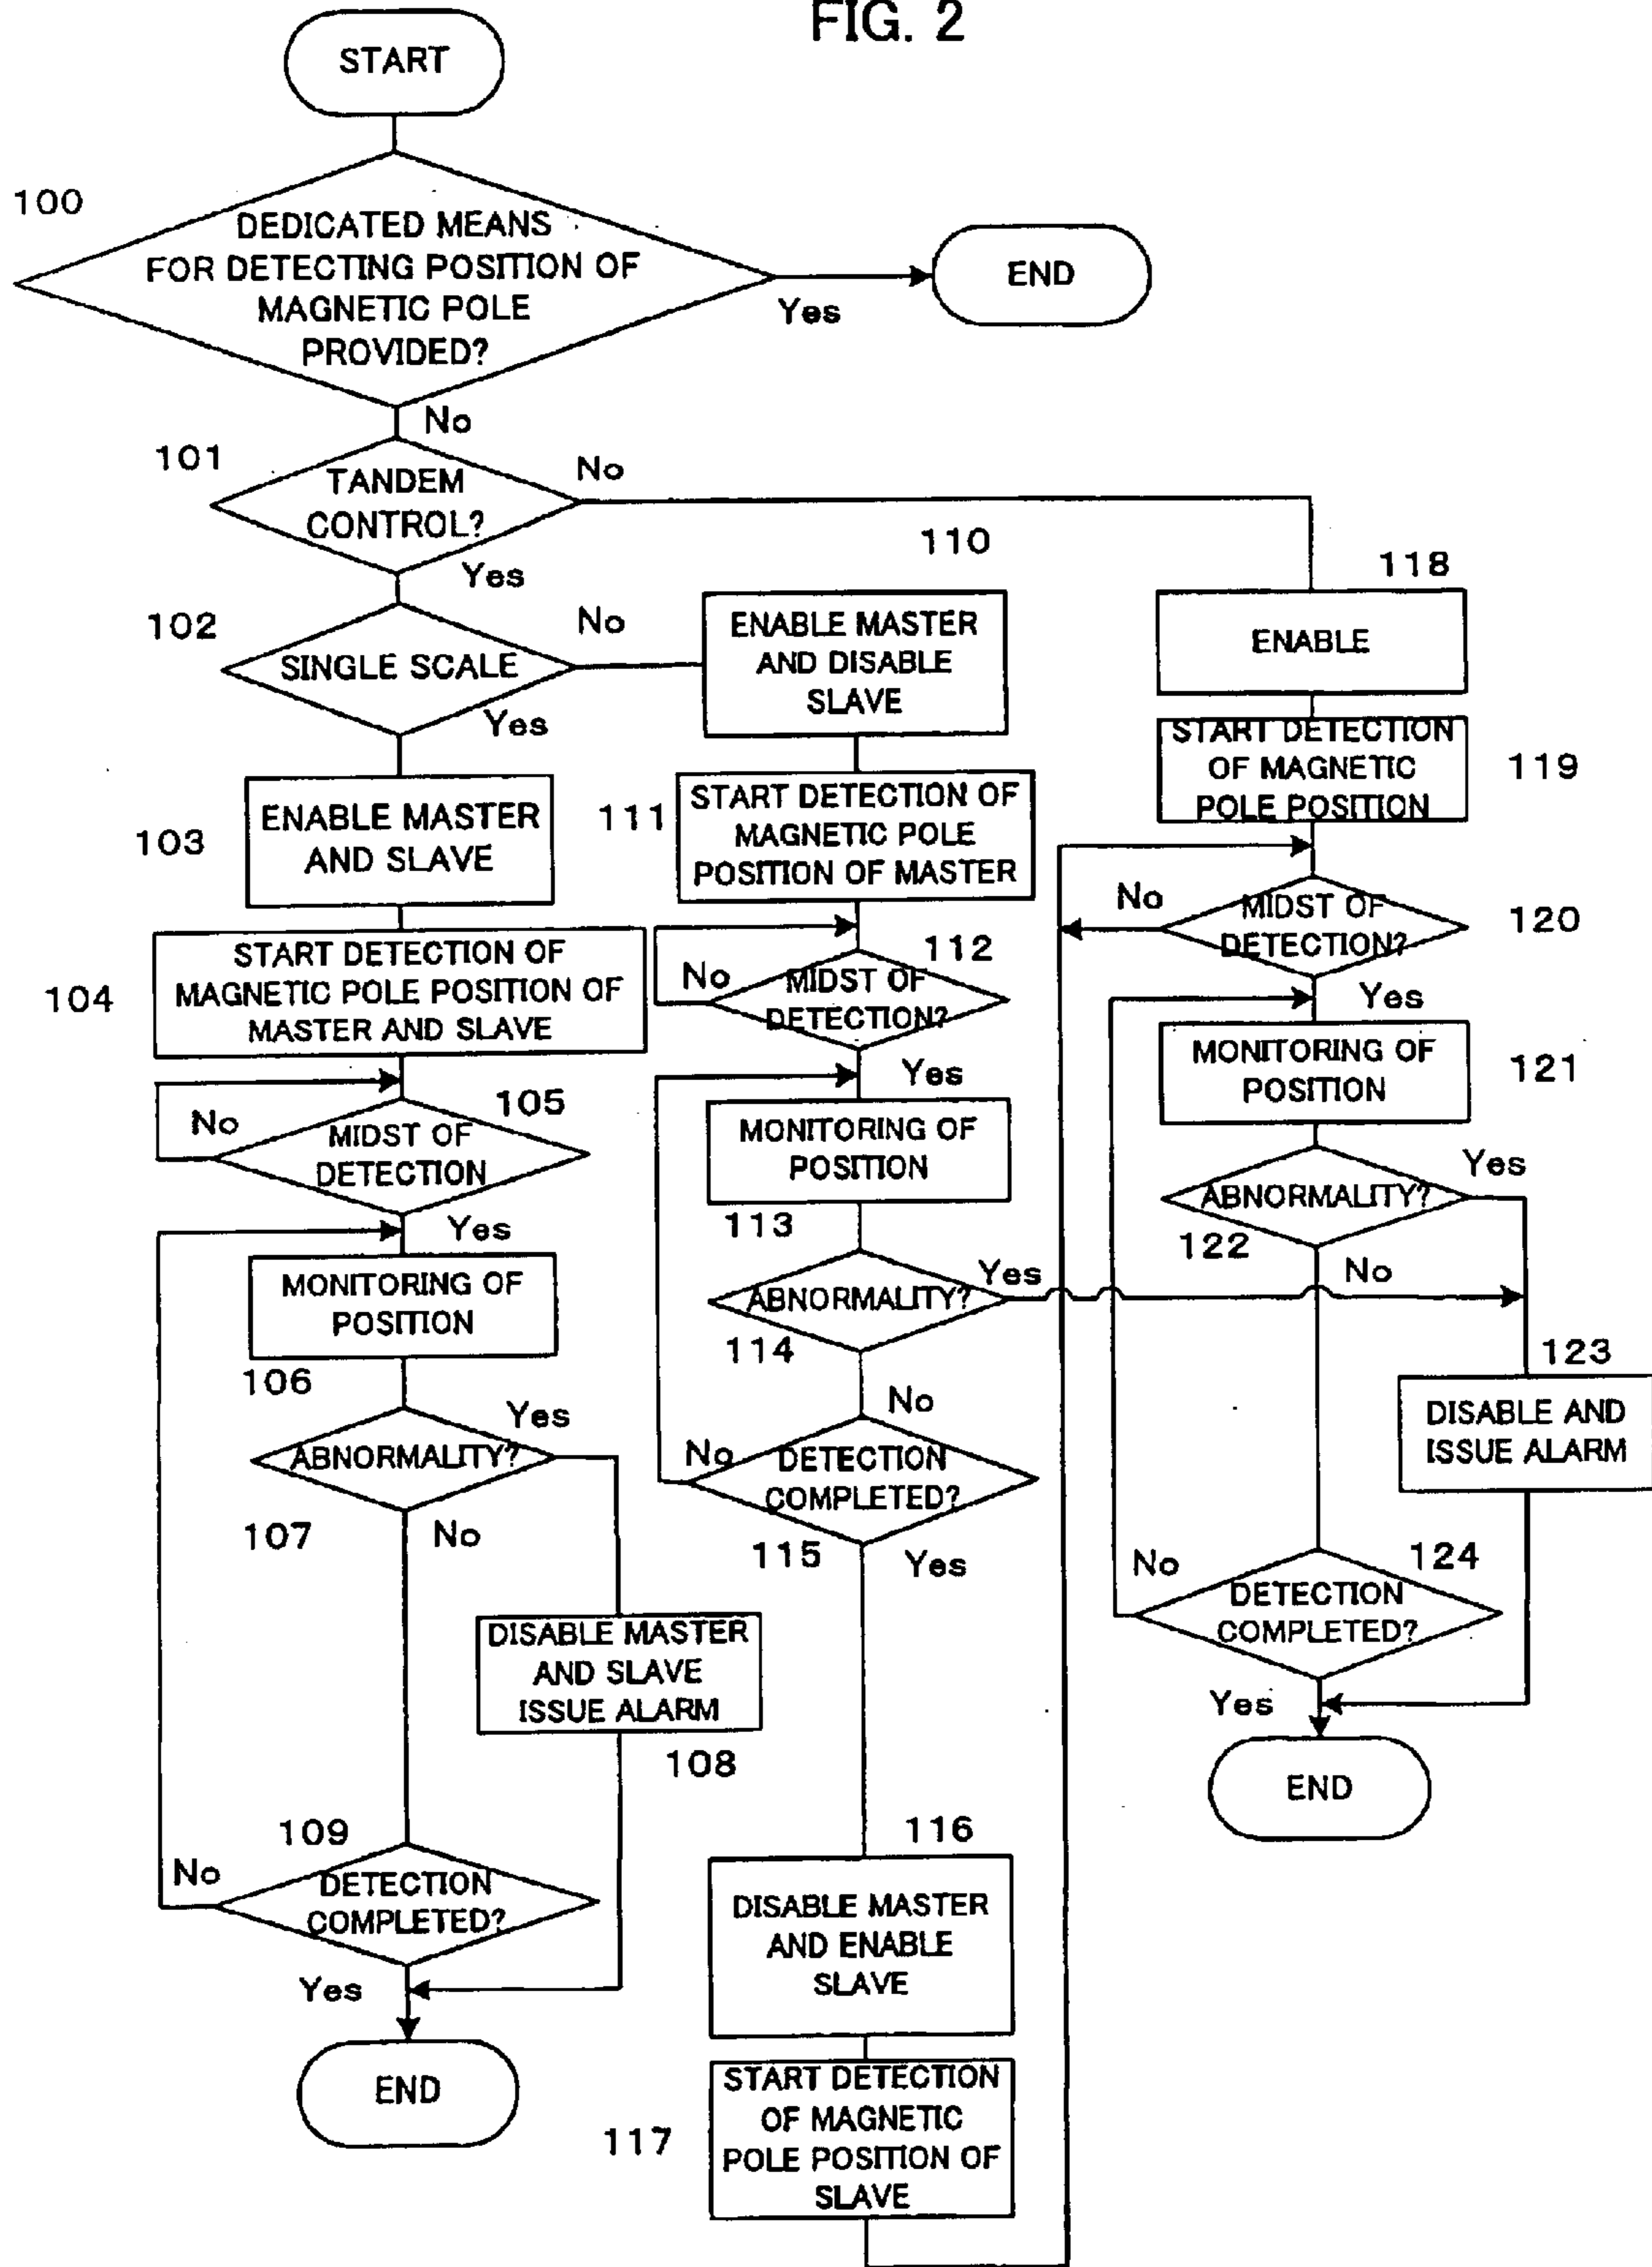 FIG. 2
START
100
DEDICATED MEANS
FOR DETECTING POSITION OF
MAGNETIC POLE
PROVIDED?
Yes
END
No
101
TANDEM
CONTROL?
No
Yes
102
SINGLE SCALE
No
Yes
103
ENABLE MASTER
AND SLAVE
104
START DETECTION OF
MAGNETIC POLE POSITION OF
MASTER AND SLAVE
105
MIDST OF
DETECTION
No
Yes
MONITORING OF
POSITION
106
ABNORMALITY?
Yes
107
No
DISABLE MASTER
AND SLAVE
ISSUE ALARM
108
109
DETECTION
COMPLETED?
No
Yes
END
110
ENABLE MASTER
AND DISABLE
SLAVE
111
START DETECTION OF
MAGNETIC POLE
POSITION OF MASTER
112
MIDST OF
DETECTION?
No
Yes
MONITORING OF
POSITION
113
ABNORMALITY?
Yes
114
No
DETECTION
COMPLETED?
No
115
Yes
116
DISABLE MASTER
AND ENABLE
SLAVE
117
START DETECTION
OF MAGNETIC
POLE POSITION OF
SLAVE
118
ENABLE
START DETECTION
OF MAGNETIC
POLE POSITION
119
No
MIDST OF
DETECTION?
120
Yes
MONITORING OF
POSITION
121
ABNORMALITY?
Yes
122
No
123
DISABLE AND
ISSUE ALARM
124
DETECTION
COMPLETED?
No
Yes
END